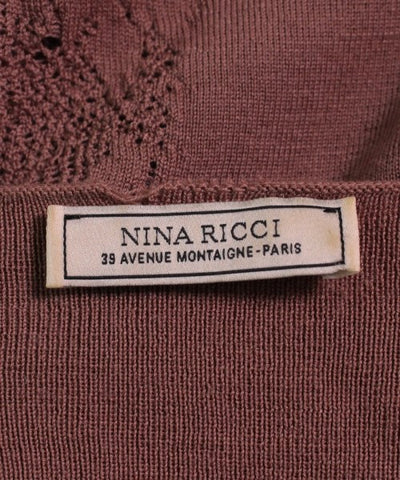 NINA RICCI
39 AVENUE MONTAIGNE-PARIS